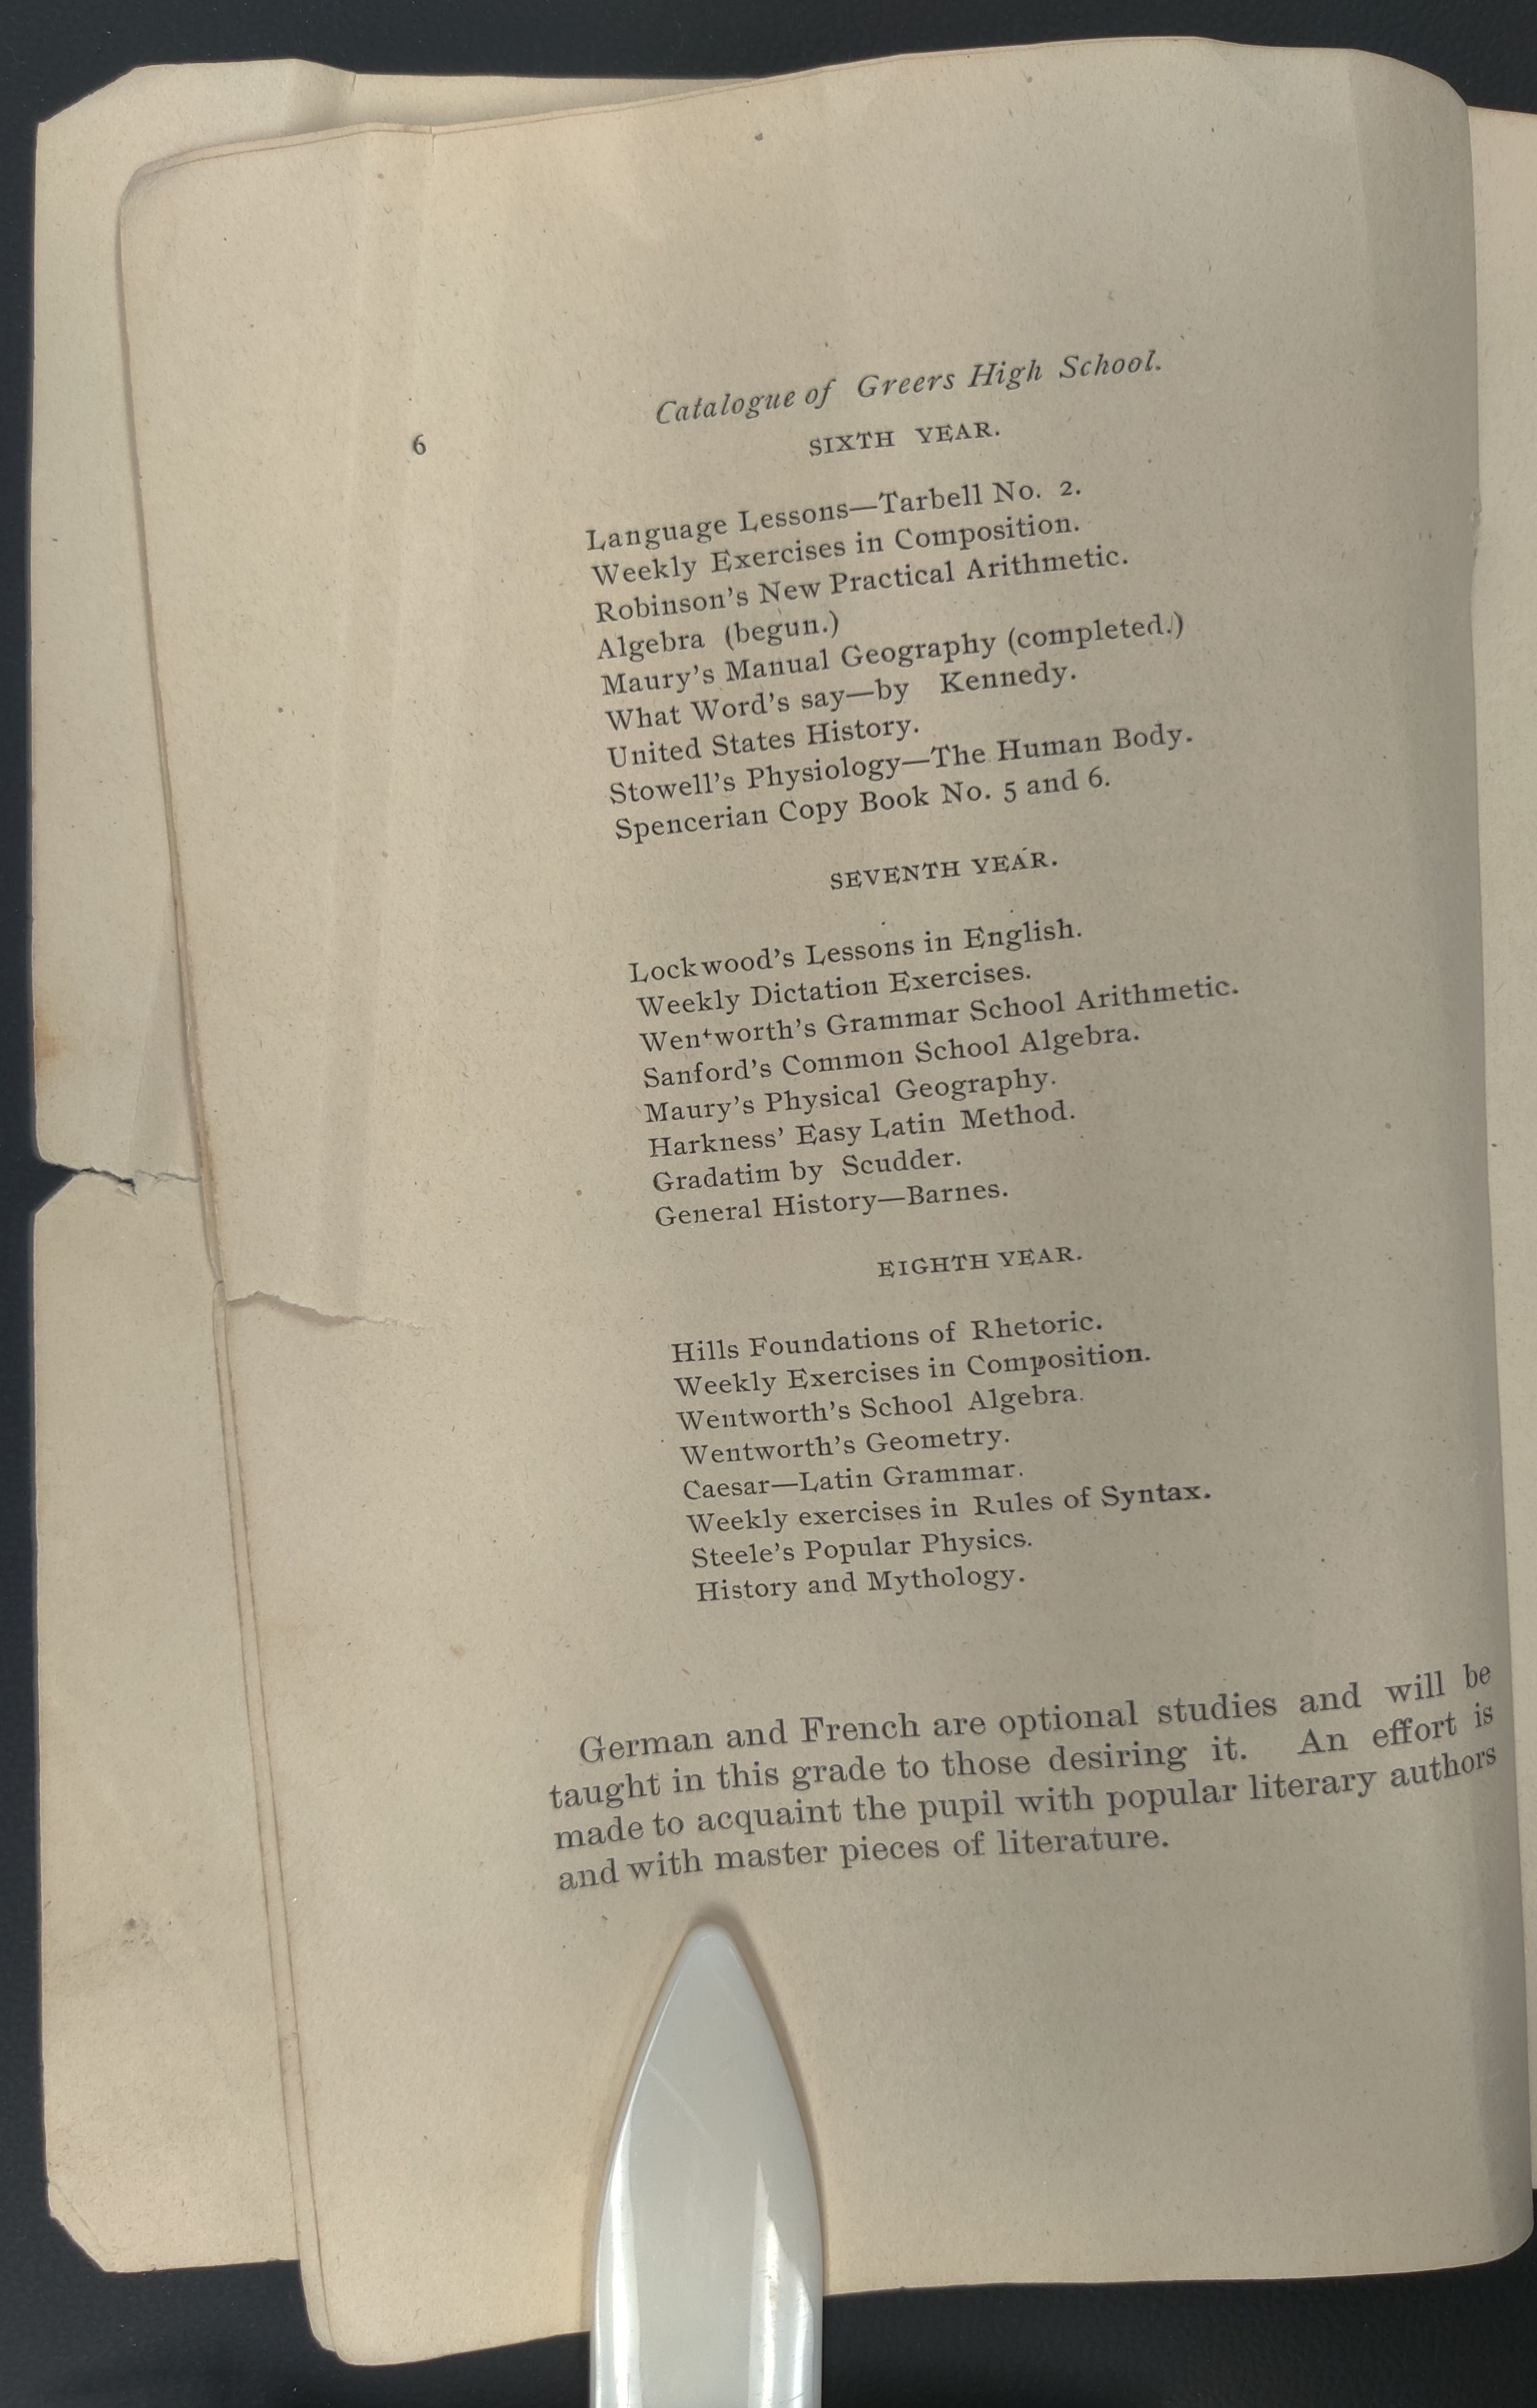 Catalogue of Greers High School.
6
SIXTH YEAR.
Language Lessons—Tarbell No. 2.
Weekly Exercises in Composition.
Robinson's New Practical Arithmetic.
Algebra (begun.)
Maury's Manual Geography (completed.)
What Word's say—by Kennedy.
United States History.
Stowell's Physiology—The Human Body.
Spencerian Copy Book No. 5 and 6.
SEVENTH YEAR.
Lockwood's Lessons in English.
Weekly Dictation Exercises.
Wentworth's Grammar School Arithmetic.
Sanford's Common School Algebra.
Maury's Physical Geography.
Harkness' Easy Latin Method.
Gradatim by Scudder.
General History—Barnes.
EIGHTH YEAR.
Hills Foundations of Rhetoric.
Weekly Exercises in Composition.
Wentworth's School Algebra.
Wentworth's Geometry.
Caesar—Latin Grammar.
Weekly exercises in Rules of Syntax.
Steele's Popular Physics.
History and Mythology.
German and French are optional studies and will be
taught in this grade to those desiring it. An effort is
made to acquaint the pupil with popular literary authors
and with master pieces of literature.